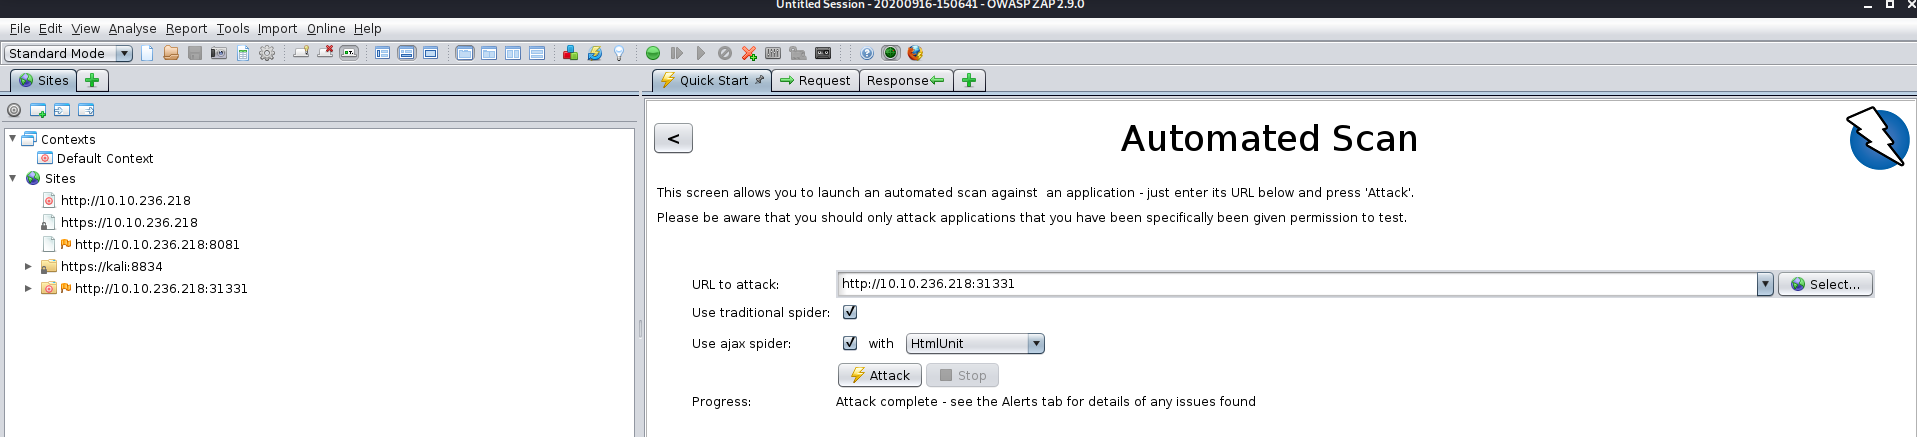 Untitled Session - 20200916-150641 - OWASP ZAP 2.9.0
File Edit View Analyse Report Tools Import Online Help
Standard Mode
Sites
Quick Start
Request
Response
Contexts
Default Context
Sites
http://10.10.236.218
https://10.10.236.218
http://10.10.236.218:8081
https://kali:8834
http://10.10.236.218:31331
<
Automated Scan
This screen allows you to launch an automated scan against  an application - just enter its URL below and press 'Attack'.
Please be aware that you should only attack applications that you have been specifically been given permission to test.
URL to attack: http://10.10.236.218:31331 Select...
Use traditional spider:
Use ajax spider: with HtmlUnit
Attack Stop
Progress: Attack complete - see the Alerts tab for details of any issues found